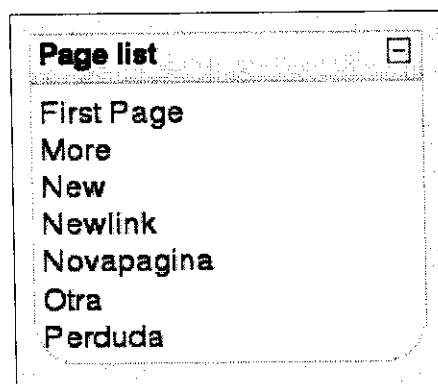 Page list
First Page
More
New
Newlink
Novapagina
Otra
Perduda